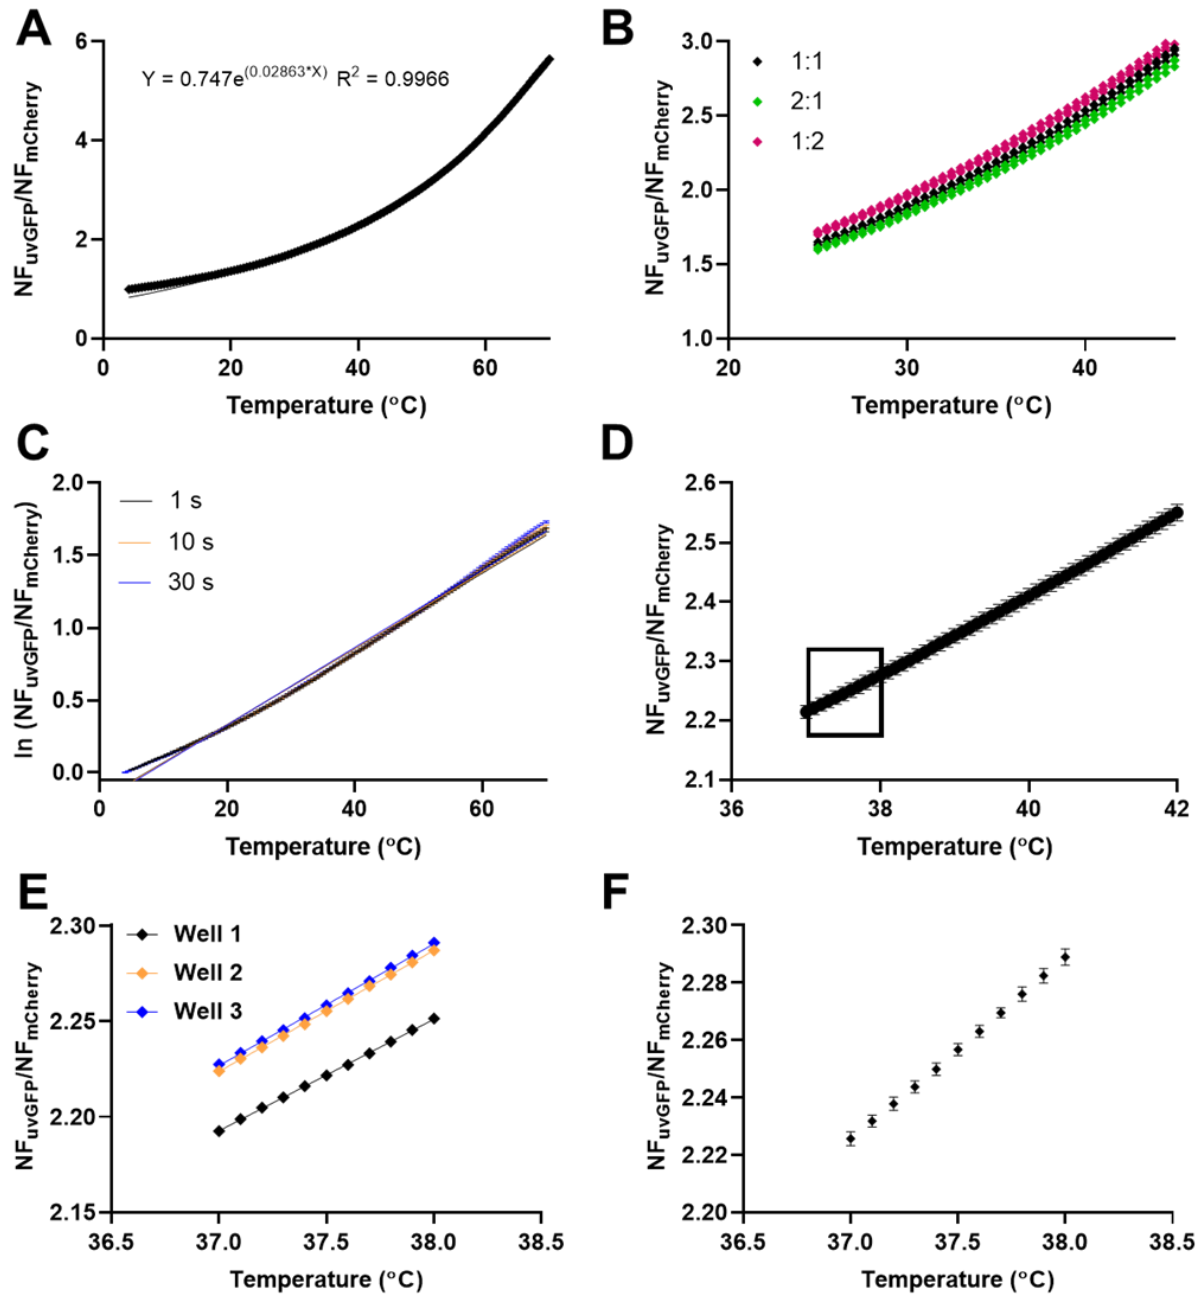 A
Y = 0.747e^(0.02863*X) R² = 0.9966
NF_uvGFP/NF_mCherry
6
4
2
0
0 20 40 60
Temperature (°C)
B
1:1
2:1
1:2
NF_uvGFP/NF_mCherry
3.0
2.5
2.0
1.5
1.0
20 30 40
Temperature (°C)
C
1 s
10 s
30 s
ln (NF_uvGFP/NF_mCherry)
2.0
1.5
1.0
0.5
0.0
0 20 40 60
Temperature (°C)
D
NF_uvGFP/NF_mCherry
2.6
2.5
2.4
2.3
2.2
2.1
36 38 40 42
Temperature (°C)
E
Well 1
Well 2
Well 3
NF_uvGFP/NF_mCherry
2.30
2.25
2.20
2.15
36.5 37.0 37.5 38.0 38.5
Temperature (°C)
F
NF_uvGFP/NF_mCherry
2.30
2.28
2.26
2.24
2.22
2.20
36.5 37.0 37.5 38.0 38.5
Temperature (°C)